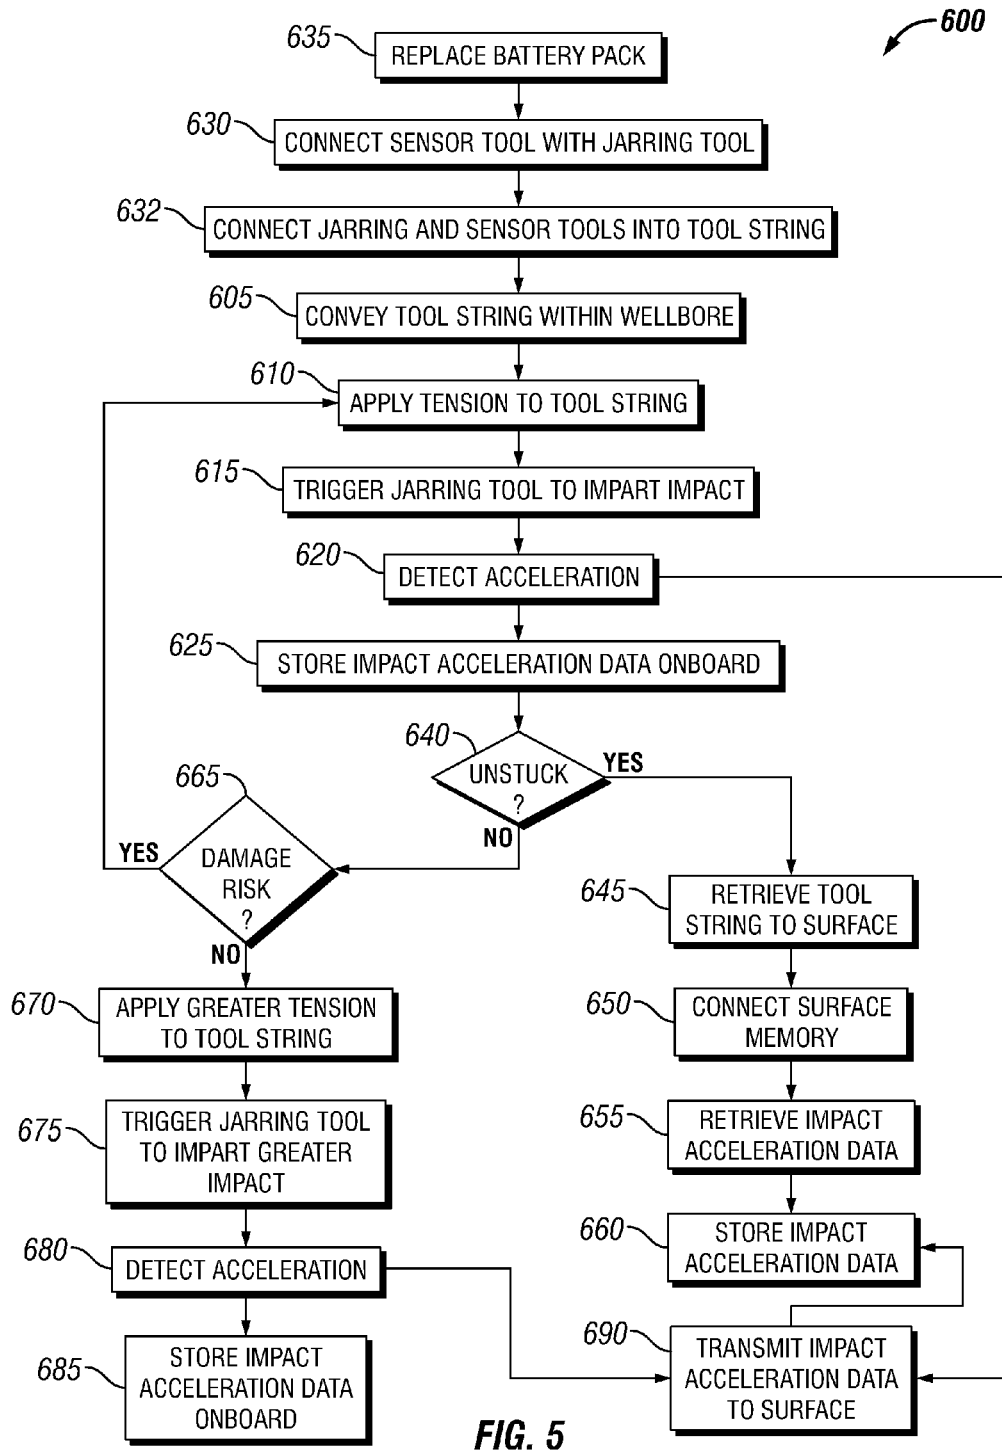 600
635
REPLACE BATTERY PACK
630
CONNECT SENSOR TOOL WITH JARRING TOOL
632
CONNECT JARRING AND SENSOR TOOLS INTO TOOL STRING
605
CONVEY TOOL STRING WITHIN WELLBORE
610
APPLY TENSION TO TOOL STRING
615
TRIGGER JARRING TOOL TO IMPART IMPACT
620
DETECT ACCELERATION
625
STORE IMPACT ACCELERATION DATA ONBOARD
640
UNSTUCK
?
YES
NO
665
DAMAGE
RISK
?
YES
NO
645
RETRIEVE TOOL
STRING TO SURFACE
670
APPLY GREATER TENSION
TO TOOL STRING
650
CONNECT SURFACE
MEMORY
675
TRIGGER JARRING TOOL
TO IMPART GREATER
IMPACT
655
RETRIEVE IMPACT
ACCELERATION DATA
660
STORE IMPACT
ACCELERATION DATA
680
DETECT ACCELERATION
685
STORE IMPACT
ACCELERATION DATA
ONBOARD
690
TRANSMIT IMPACT
ACCELERATION DATA
TO SURFACE
FIG. 5